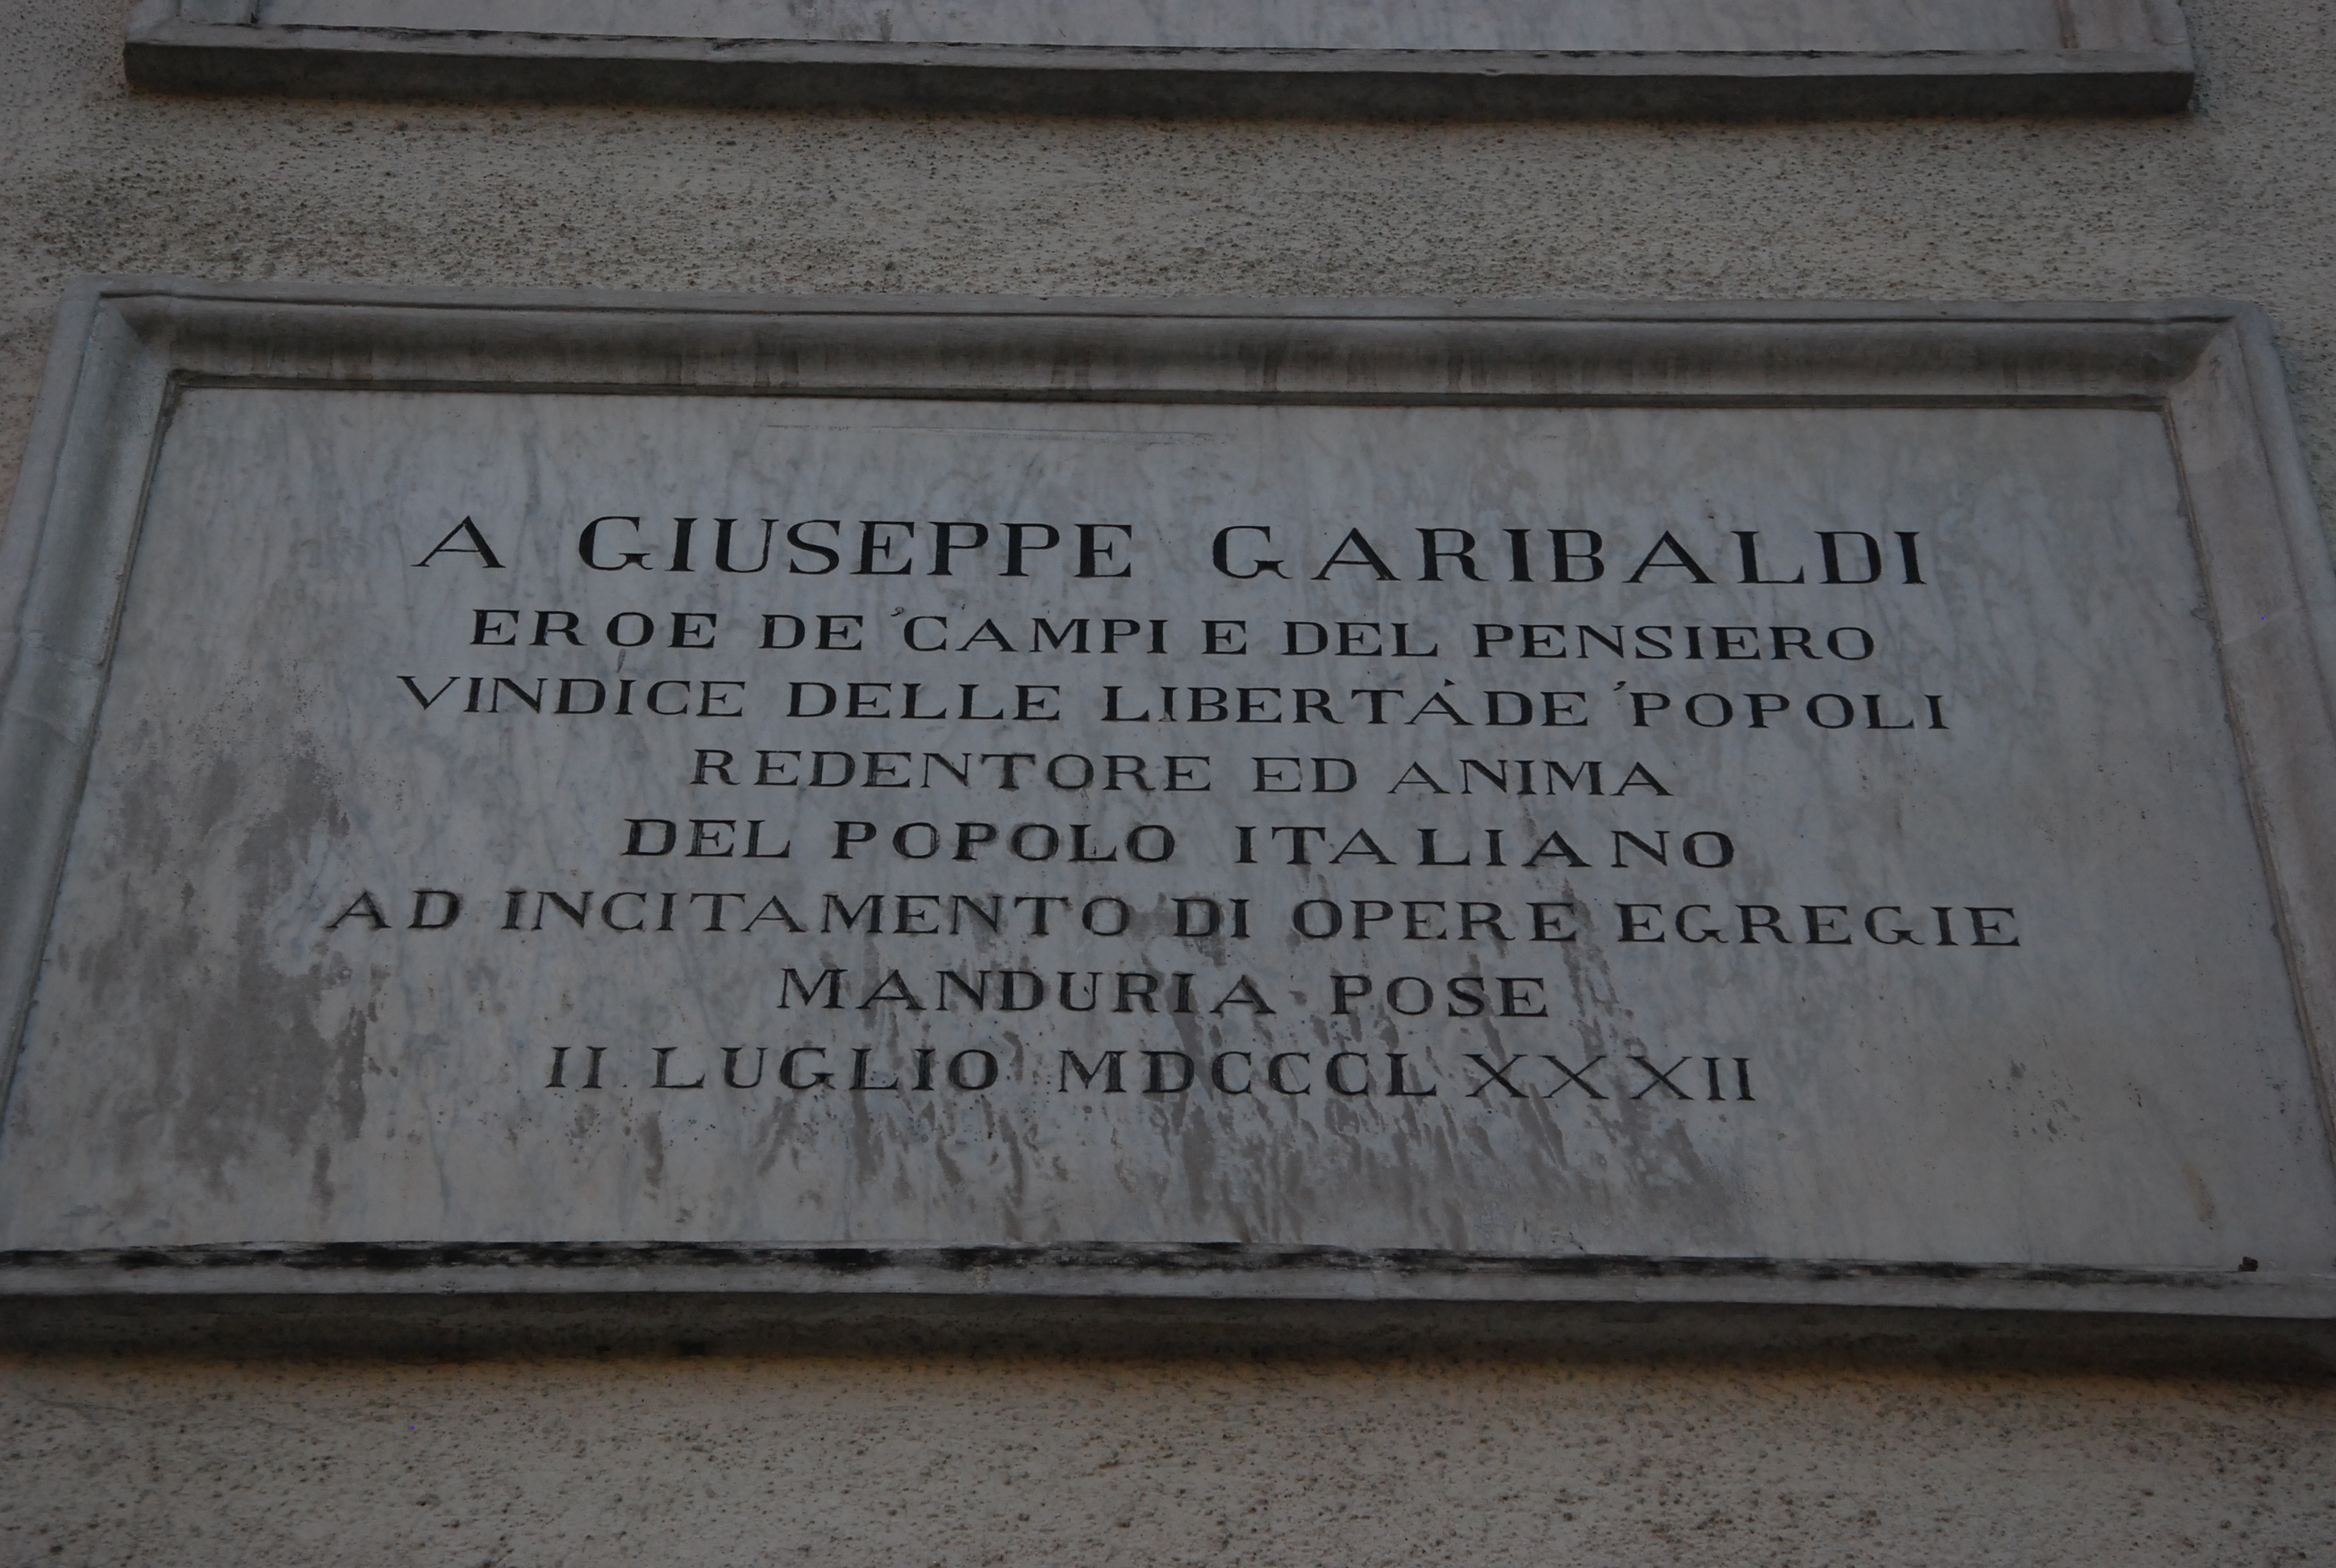 A GIUSEPPE GARIBALDI
EROE DE' CAMPI E DEL PENSIERO
VINDICE DELLE LIBERTÀ DE' POPOLI
REDENTORE ED ANIMA
DEL POPOLO ITALIANO
AD INCITAMENTO DI OPERE EGREGIE
MANDURIA POSE
II LUGLIO MDCCCLXXXII